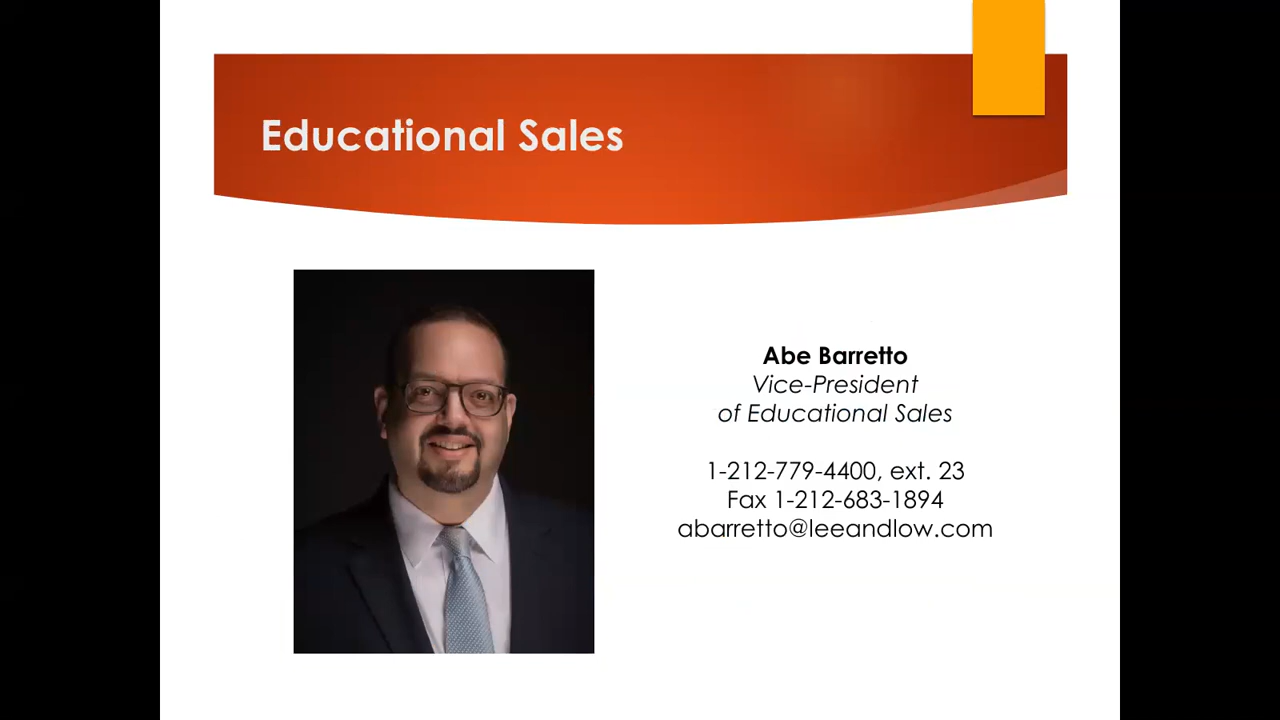 Educational Sales
Abe Barretto
Vice-President
of Educational Sales
1-212-779-4400, ext. 23
Fax 1-212-683-1894
abarretto@leeandlow.com